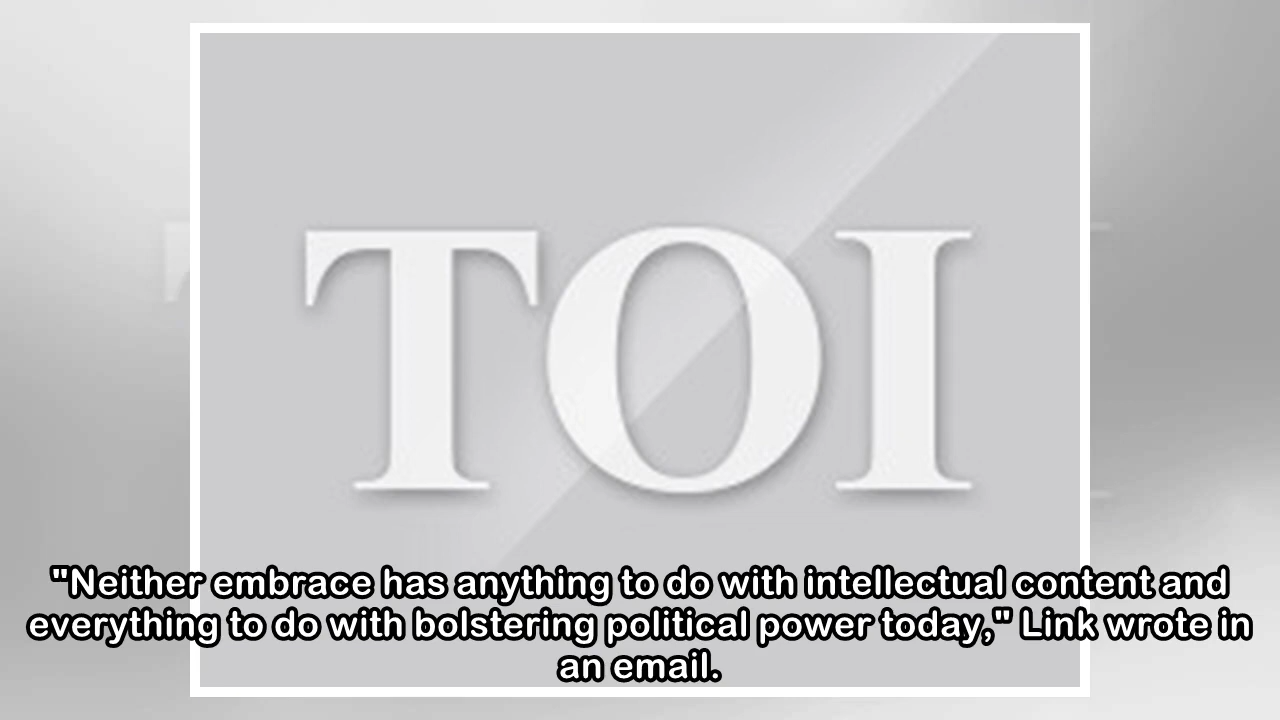 TOI
"Neither embrace has anything to do with intellectual content and
everything to do with bolstering political power today," Link wrote in
an email.